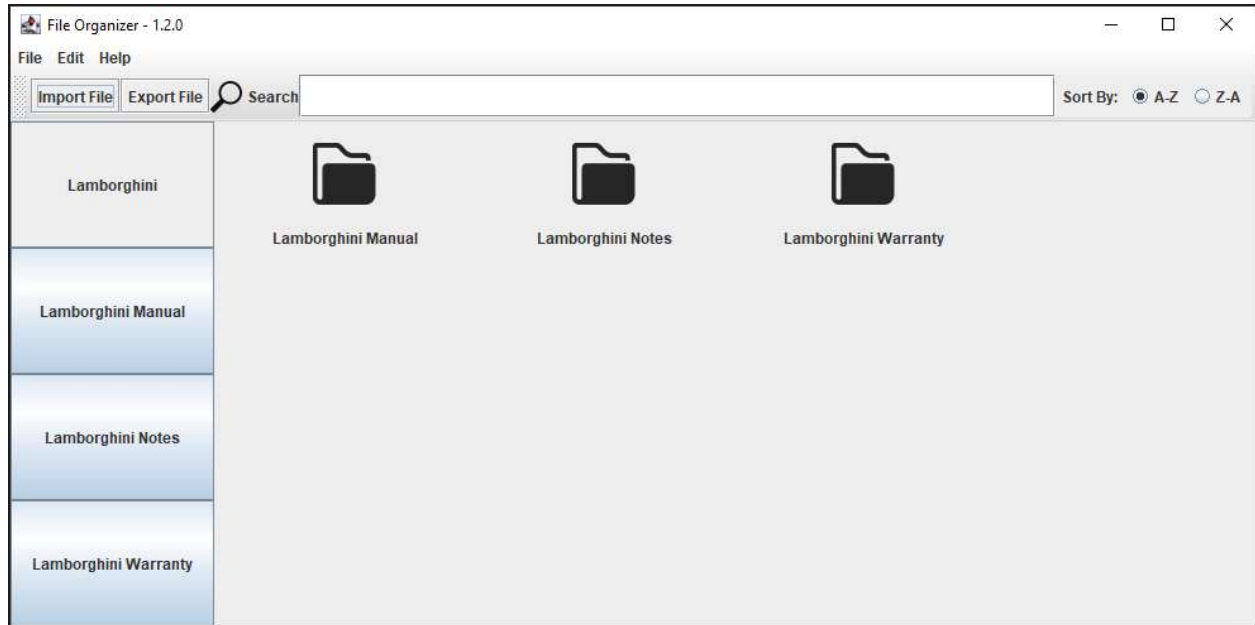 File Organizer - 1.2.0
File Edit Help
Import File Export File Search Sort By: A-Z Z-A
Lamborghini
Lamborghini Manual Lamborghini Notes Lamborghini Warranty
Lamborghini Manual
Lamborghini Notes
Lamborghini Warranty